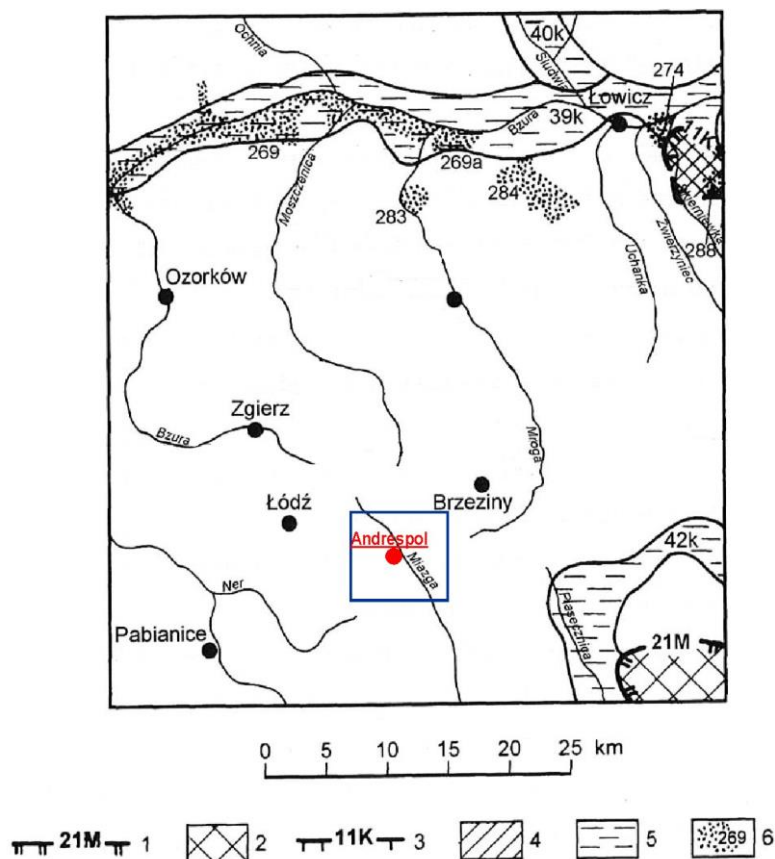 Ochnia
40k
Słudwia
274
Łowicz
Bzura
39k
11K
269
269a
284
283
Moszczenica
Skierniewka
288
Zwierzyniec
Uchanka
Ozorków
Zgierz
Bzura
Mroga
Łódź
Brzeziny
Andrespol
Miazga
42k
Ner
Piasecznica
Pabianice
21M
0 5 10 15 20 25 km
21M 1 2 11K 3 4 5 269 6